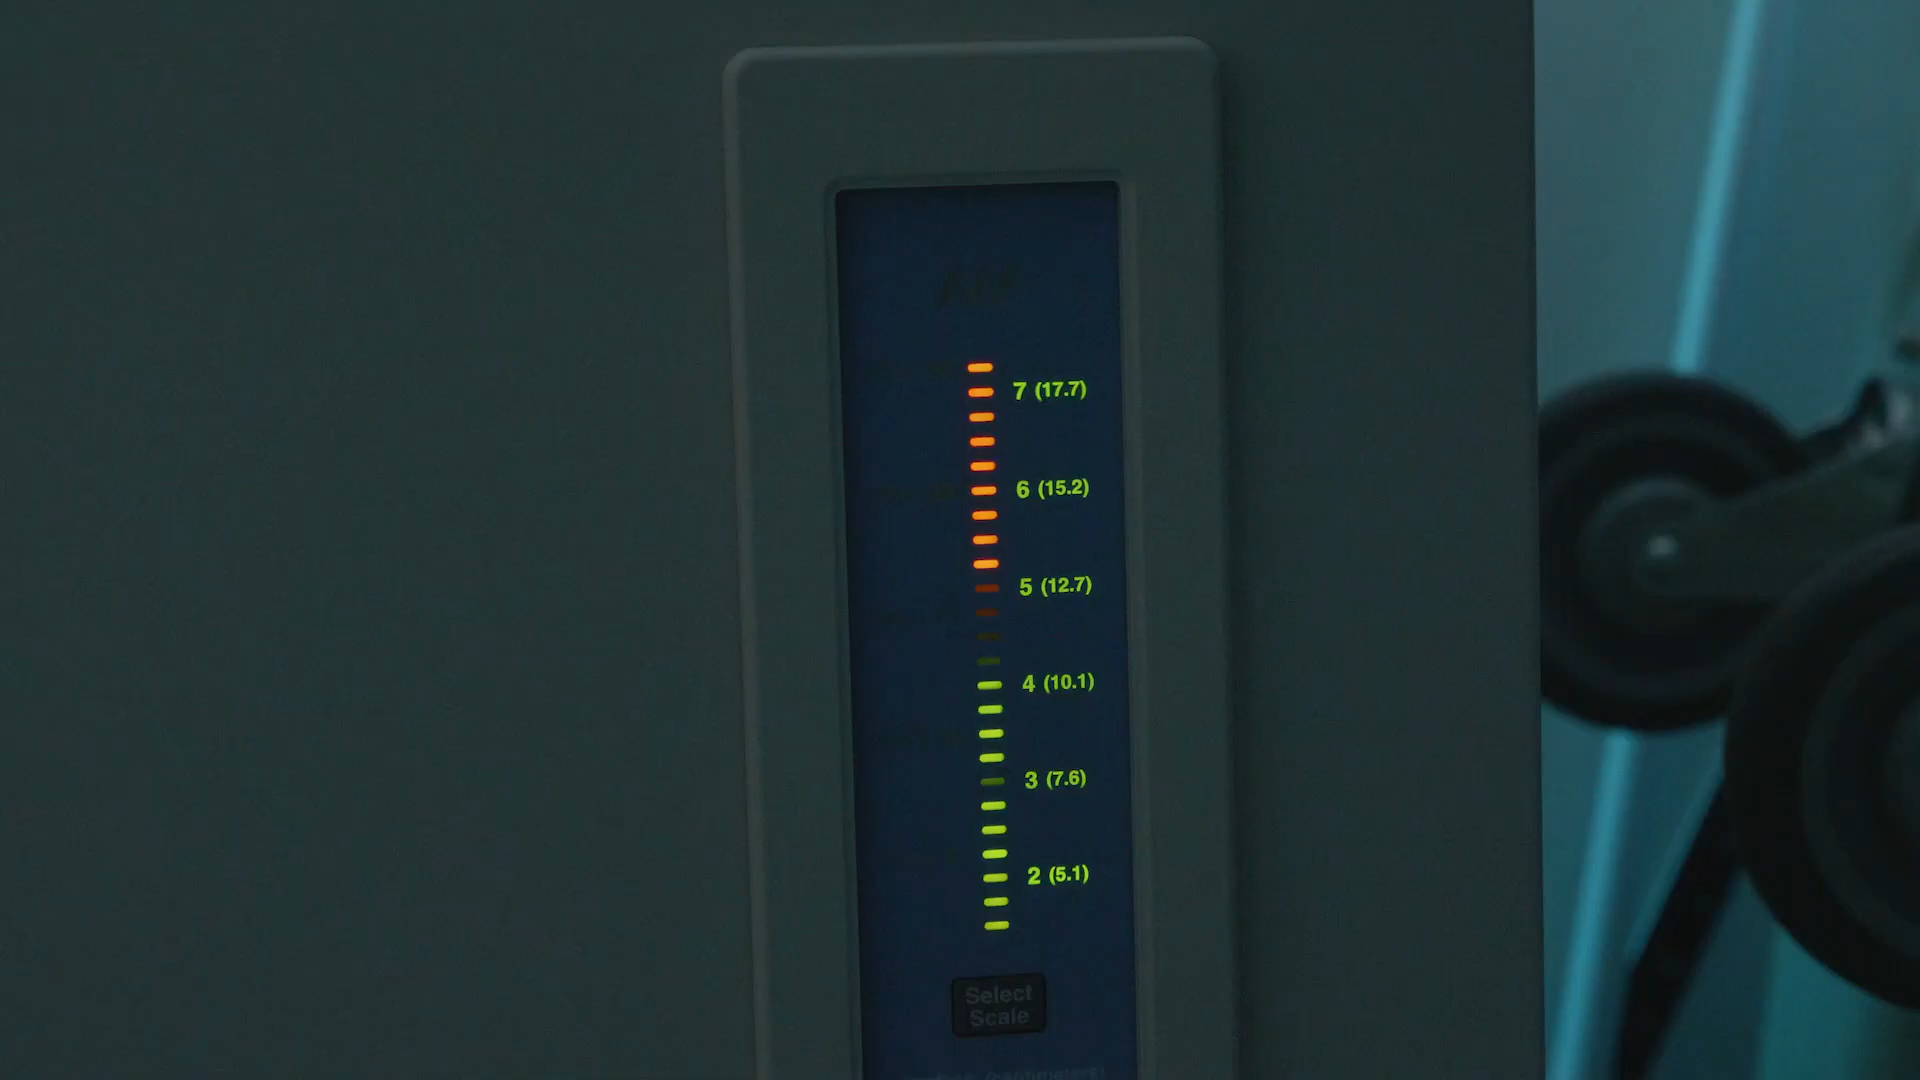 7 (17.7)
6 (15.2)
5 (12.7)
4 (10.1)
3 (7.6)
2 (5.1)
Select
Scale
(centimeters)